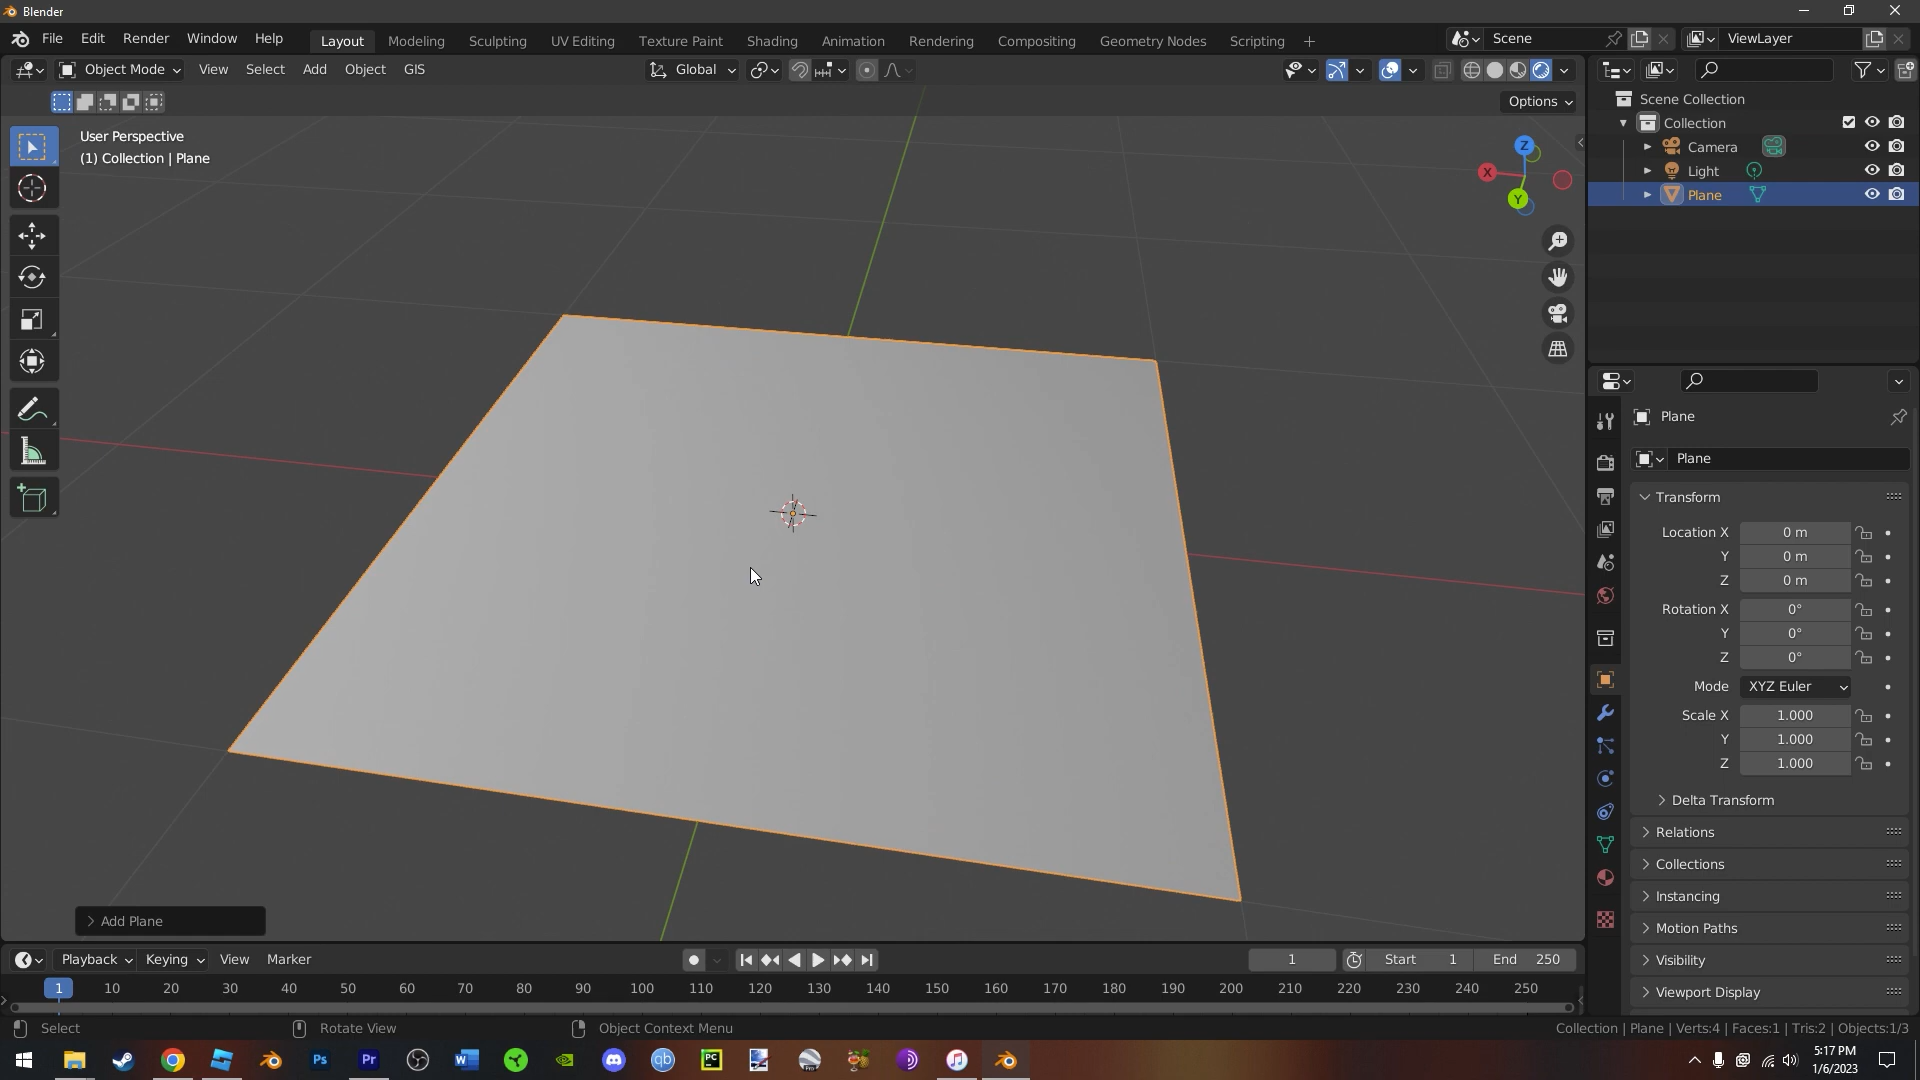 Blender
File Edit Render Window Help
Layout Modeling Sculpting UV Editing Texture Paint Shading Animation Rendering Compositing Geometry Nodes Scripting +
Scene
ViewLayer
Object Mode View Select Add Object GIS
Global
Options
User Perspective
(1) Collection | Plane
Z
X
Y
Scene Collection
Collection
Camera
Light
Plane
Plane
Plane
Transform
Location X 0 m
Y 0 m
Z 0 m
Rotation X 0°
Y 0°
Z 0°
Mode XYZ Euler
Scale X 1.000
Y 1.000
Z 1.000
Delta Transform
Relations
Collections
Instancing
Motion Paths
Visibility
Viewport Display
Add Plane
Playback Keying View Marker
1 Start 1 End 250
1 10 20 30 40 50 60 70 80 90 100 110 120 130 140 150 160 170 180 190 200 210 220 230 240 250
Select Rotate View Object Context Menu
Collection | Plane | Verts:4 | Faces:1 | Tris:2 | Objects:1/3
Ps Pr W qb PC Pro
5:17 PM
1/6/2023